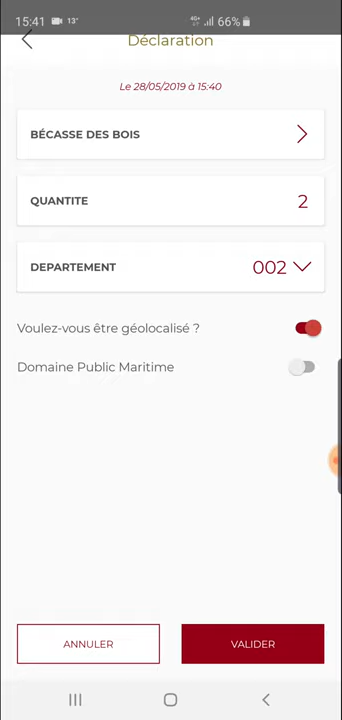 15:41 13° 4G+ 66%
Déclaration
Le 28/05/2019 à 15:40
BÉCASSE DES BOIS
QUANTITE 2
DEPARTEMENT 002
Voulez-vous être géolocalisé ?
Domaine Public Maritime
ANNULER VALIDER